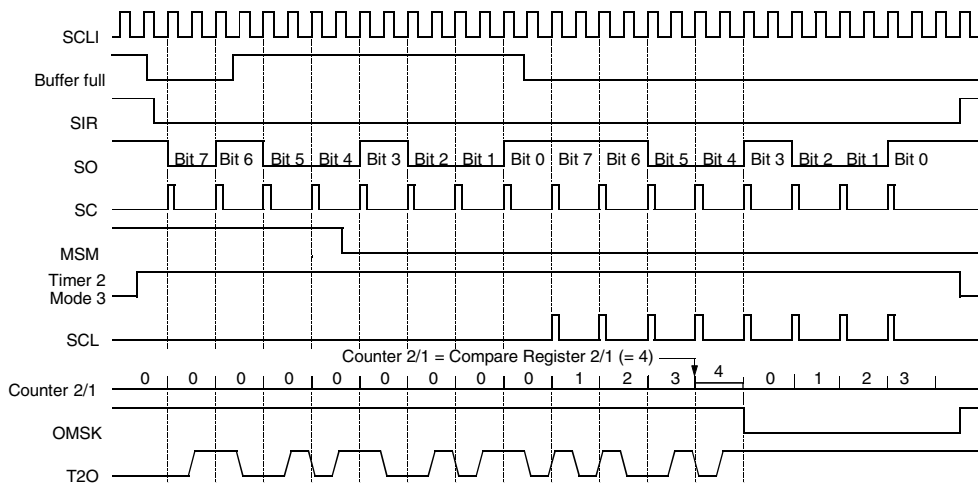 SCLI
Buffer full
SIR
SO
Bit 7 Bit 6 Bit 5 Bit 4 Bit 3 Bit 2 Bit 1 Bit 0 Bit 7 Bit 6 Bit 5 Bit 4 Bit 3 Bit 2 Bit 1 Bit 0
SC
MSM
Timer 2
Mode 3
SCL
Counter 2/1 = Compare Register 2/1 (= 4)
Counter 2/1
0 0 0 0 0 0 0 0 0 1 2 3 4 0 1 2 3
OMSK
T2O